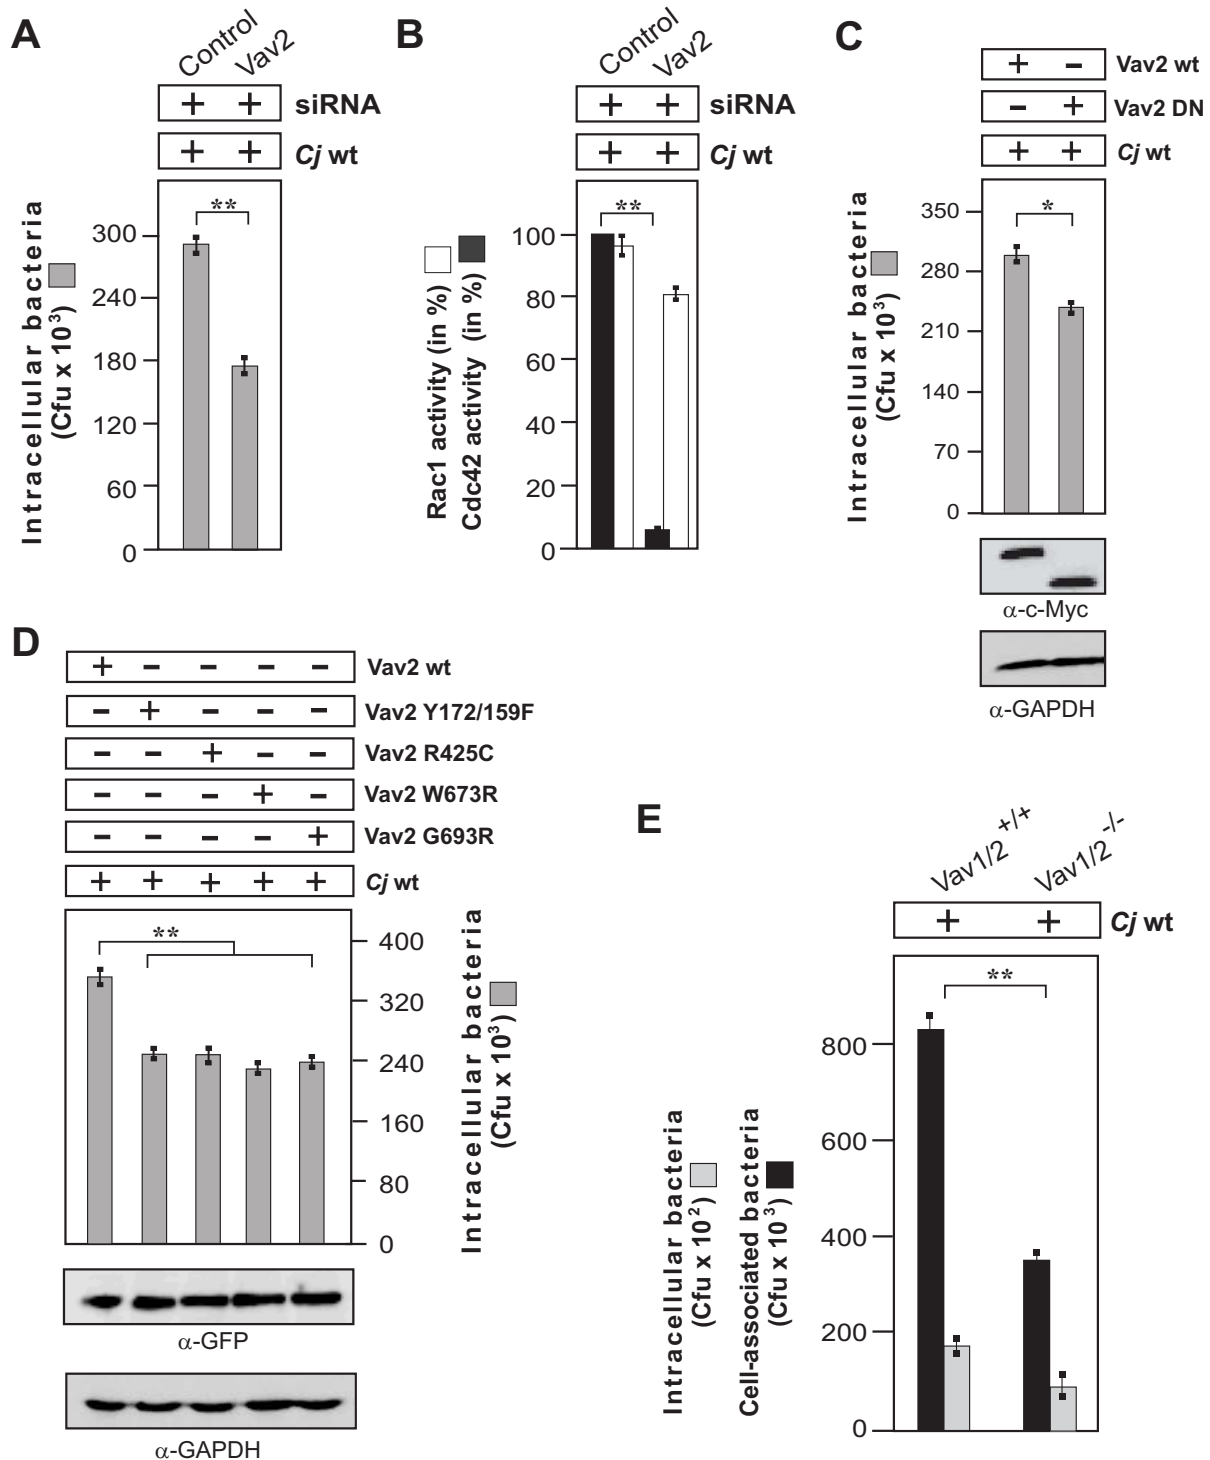 A
Control
Vav2
+ + siRNA
+ + Cj wt
**
Intracellular bacteria
(Cfu x 10³)
300
240
180
120
60
0
B
Control
Vav2
+ + siRNA
+ + Cj wt
**
Rac1 activity (in %)
Cdc42 activity (in %)
100
80
60
40
20
0
C
+ − Vav2 wt
− + Vav2 DN
+ + Cj wt
*
Intracellular bacteria
(Cfu x 10³)
350
280
210
140
70
0
α-c-Myc
α-GAPDH
D
+ − − − − Vav2 wt
− + − − − Vav2 Y172/159F
− − + − − Vav2 R425C
− − − + − Vav2 W673R
− − − − + Vav2 G693R
+ + + + + Cj wt
**
400
320
240
160
80
0
Intracellular bacteria
(Cfu x 10³)
α-GFP
α-GAPDH
E
Vav1/2 +/+
Vav1/2 -/-
+ + Cj wt
**
Intracellular bacteria
(Cfu x 10²)
Cell-associated bacteria
(Cfu x 10³)
800
600
400
200
0